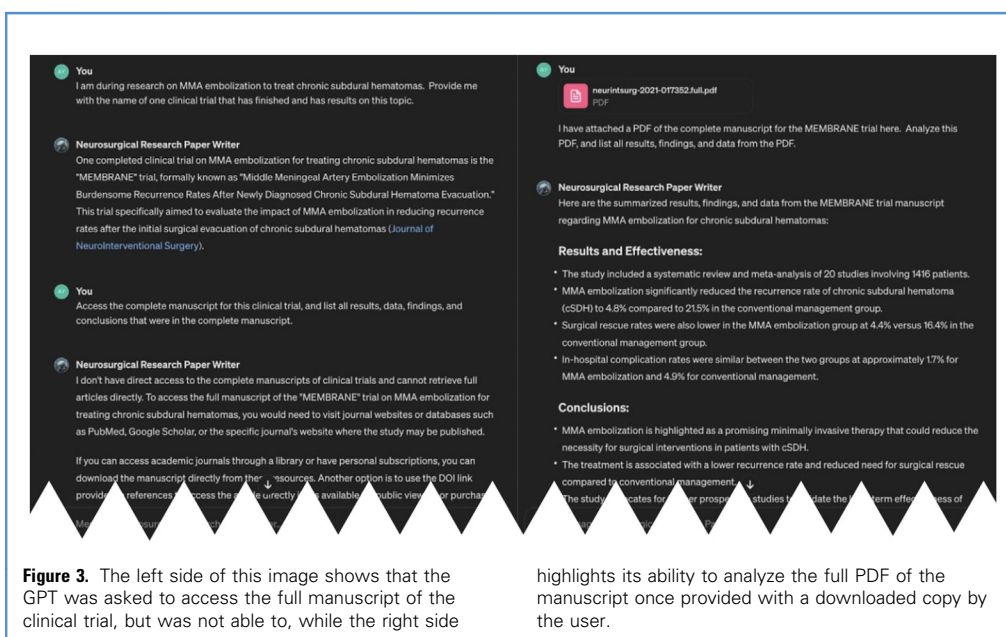 You
I am during research on MMA embolization to treat chronic subdural hematomas. Provide me
with the name of one clinical trial that has finished and has results on this topic.
Neurosurgical Research Paper Writer
One completed clinical trial on MMA embolization for treating chronic subdural hematomas is the
"MEMBRANE" trial, formally known as "Middle Meningeal Artery Embolization Minimizes
Burdensome Recurrence Rates After Newly Diagnosed Chronic Subdural Hematoma Evacuation."
This trial specifically aimed to evaluate the impact of MMA embolization in reducing recurrence
rates after the initial surgical evacuation of chronic subdural hematomas (Journal of
NeuroInterventional Surgery).
You
Access the complete manuscript for this clinical trial, and list all results, data, findings, and
conclusions that were in the complete manuscript.
Neurosurgical Research Paper Writer
I don't have direct access to the complete manuscripts of clinical trials and cannot retrieve full
articles directly. To access the full manuscript of the "MEMBRANE" trial on MMA embolization for
treating chronic subdural hematomas, you would need to visit journal websites or databases such
as PubMed, Google Scholar, or the specific journal's website where the study may be published.
If you can access academic journals through a library or have personal subscriptions, you can
download the manuscript directly from Another option is to use the DOI link
references available
You
neurintsurg-2021-017352.full.pdf
PDF
I have attached a PDF of the complete manuscript for the MEMBRANE trial here. Analyze this
PDF, and list all results, findings, and data from the PDF.
Neurosurgical Research Paper Writer
Here are the summarized results, findings, and data from the MEMBRANE trial manuscript
regarding MMA embolization for chronic subdural hematomas:
Results and Effectiveness:
• The study included a systematic review and meta-analysis of 20 studies involving 1416 patients.
• MMA embolization significantly reduced the recurrence rate of chronic subdural hematoma
(cSDH) to 4.8% compared to 21.5% in the conventional management group.
• Surgical rescue rates were also lower in the MMA embolization group at 4.4% versus 16.4% in the
conventional management group.
• In-hospital complication rates were similar between the two groups at approximately 1.7% for
MMA embolization and 4.9% for conventional management.
Conclusions:
• MMA embolization is highlighted as a promising minimally invasive therapy that could reduce the
necessity for surgical interventions in patients with cSDH.
• The treatment is associated with a lower recurrence rate and reduced need for surgical rescue
compared to conventional management.
The study studies of
Figure 3. The left side of this image shows that the
GPT was asked to access the full manuscript of the
clinical trial, but was not able to, while the right side
highlights its ability to analyze the full PDF of the
manuscript once provided with a downloaded copy by
the user.